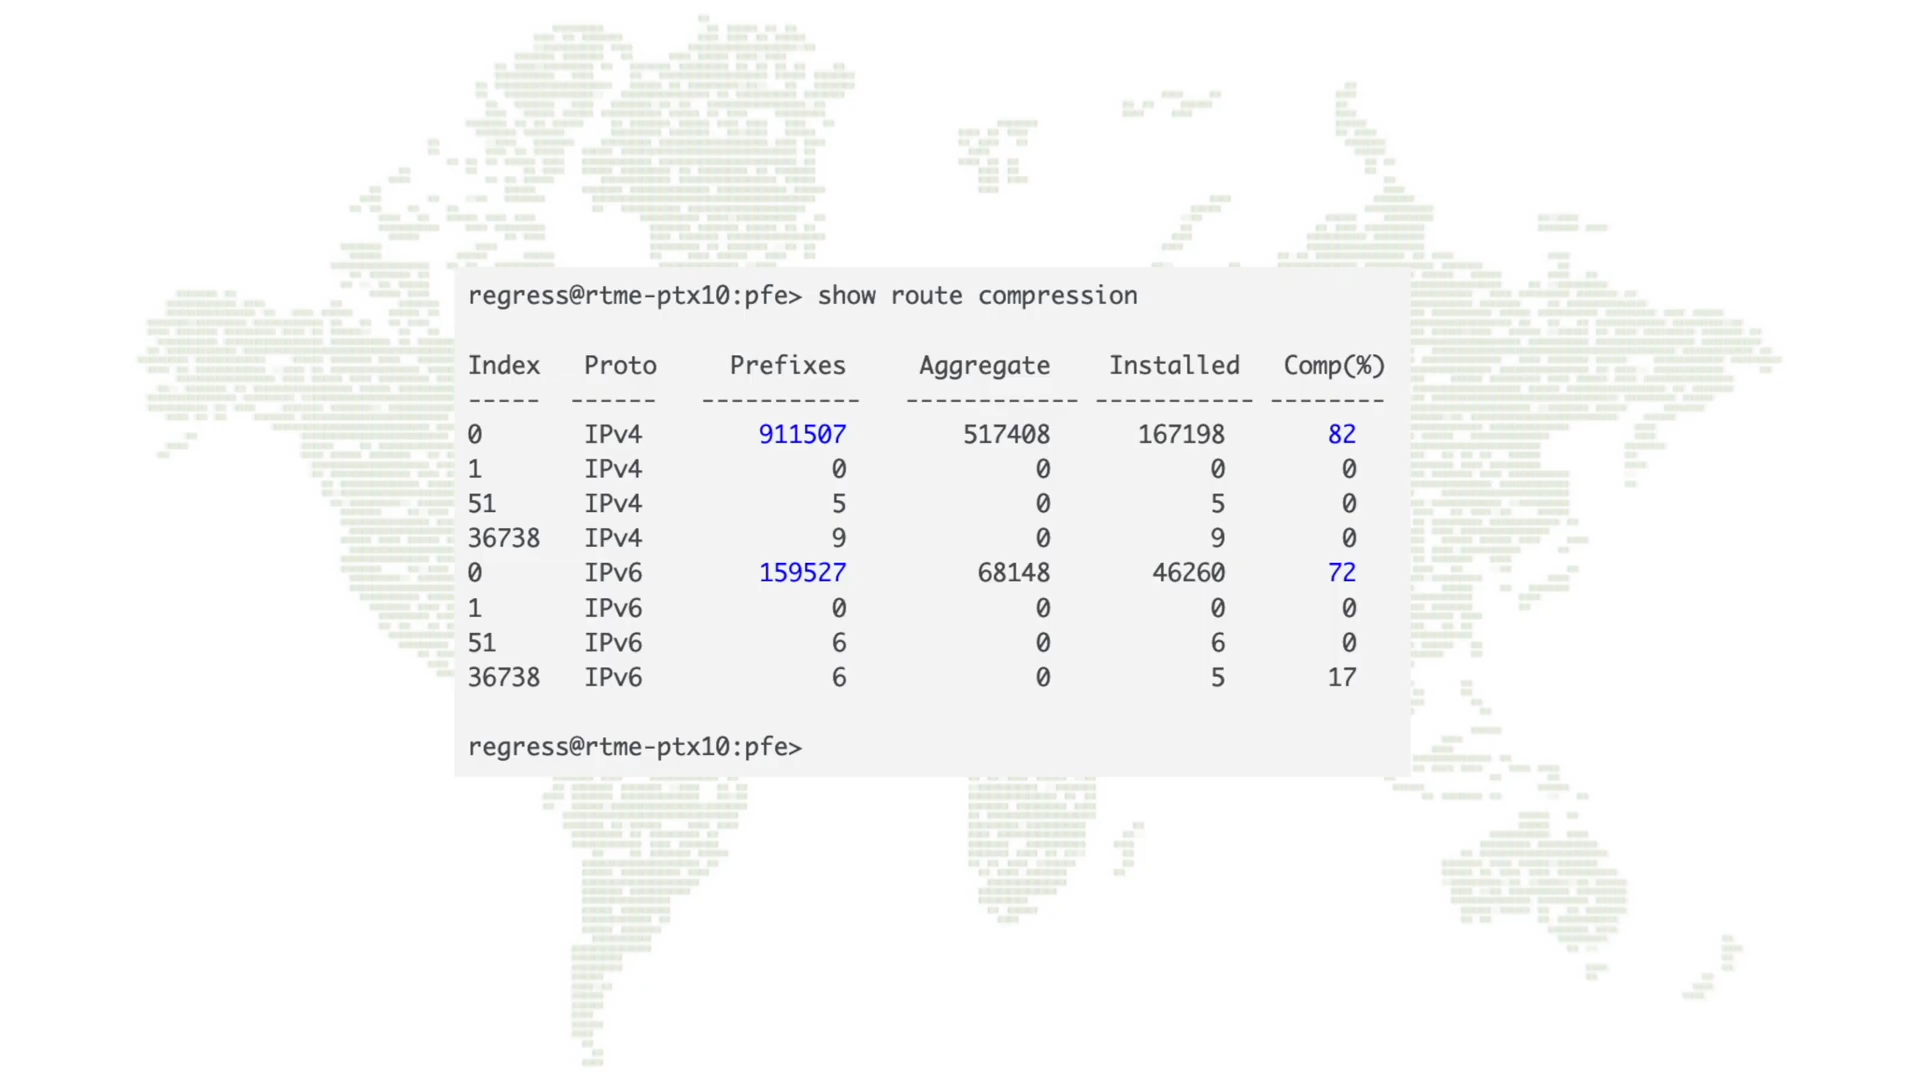 regress@rtme-ptx10:pfe> show route compression
Index Proto Prefixes Aggregate Installed Comp(%)
----- ------ ----------- ------------ ----------- --------
0 IPv4 911507 517408 167198 82
1 IPv4 0 0 0 0
51 IPv4 5 0 5 0
36738 IPv4 9 0 9 0
0 IPv6 159527 68148 46260 72
1 IPv6 0 0 0 0
51 IPv6 6 0 6 0
36738 IPv6 6 0 5 17
regress@rtme-ptx10:pfe>